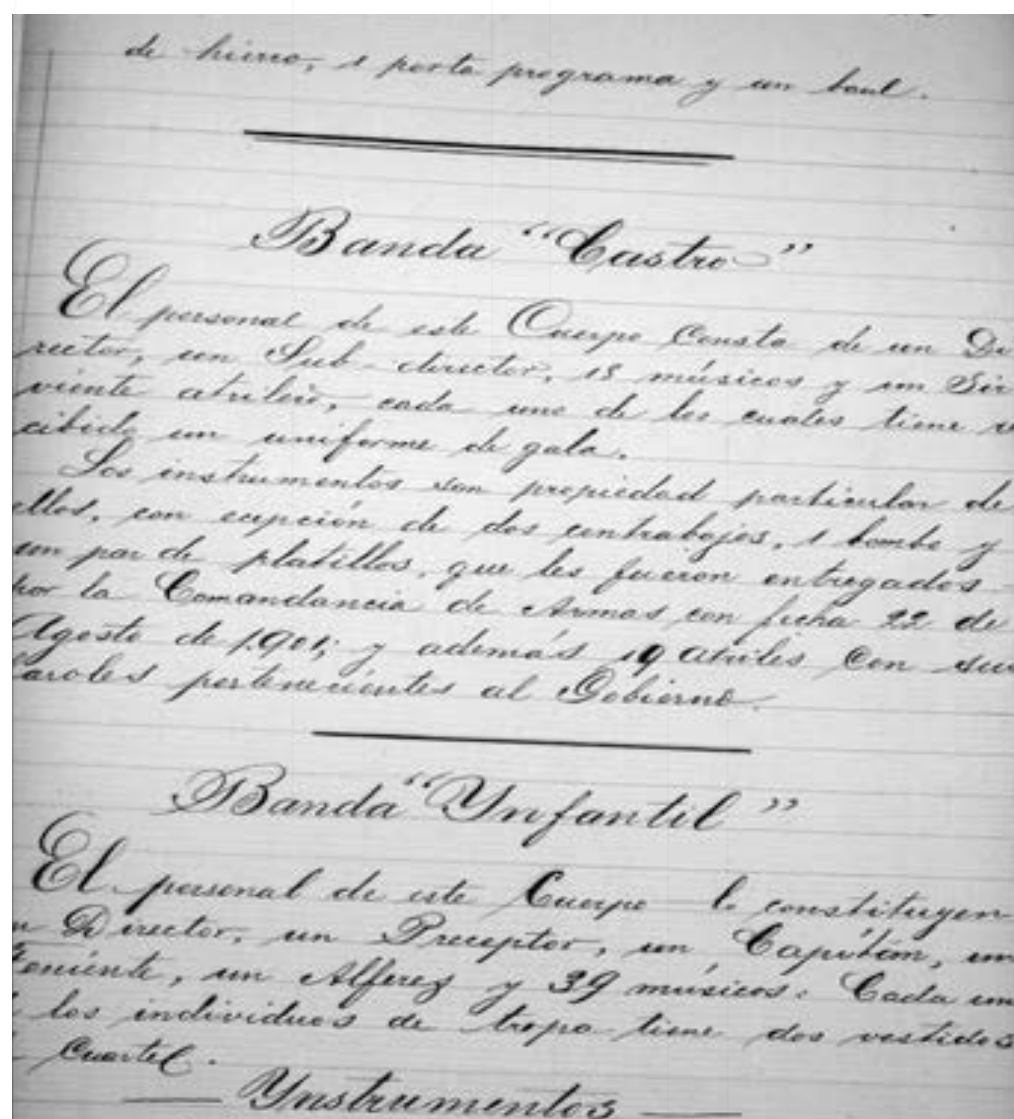 de hierro, 1 porta programa y un baul.
Banda "Castro"
El personal de este Cuerpo Consta de un Di
rector, un Sub-director, 18 músicos y un Sir
viente atrilero, cada uno de los cuales tiene re
cibido un uniforme de gala.
Los instrumentos son propiedad particular de
ellos, con ecepción de dos contrabajos, 1 bombo y
un par de platillos, que les fueron entregados
por la Comandancia de Armas con fecha 22 de
Agosto de 1.901; y además 19 atriles Con sus
faroles pertenecientes al Gobierno.
Banda "Ynfantil"
El personal de este Cuerpo lo constituyen
un Director, un Preceptor, un Capitán, un
Teniente, un Alferez y 39 músicos: Cada uno
de los individuos de tropa tiene dos vestidos
Cuartel.
Ynstrumentos